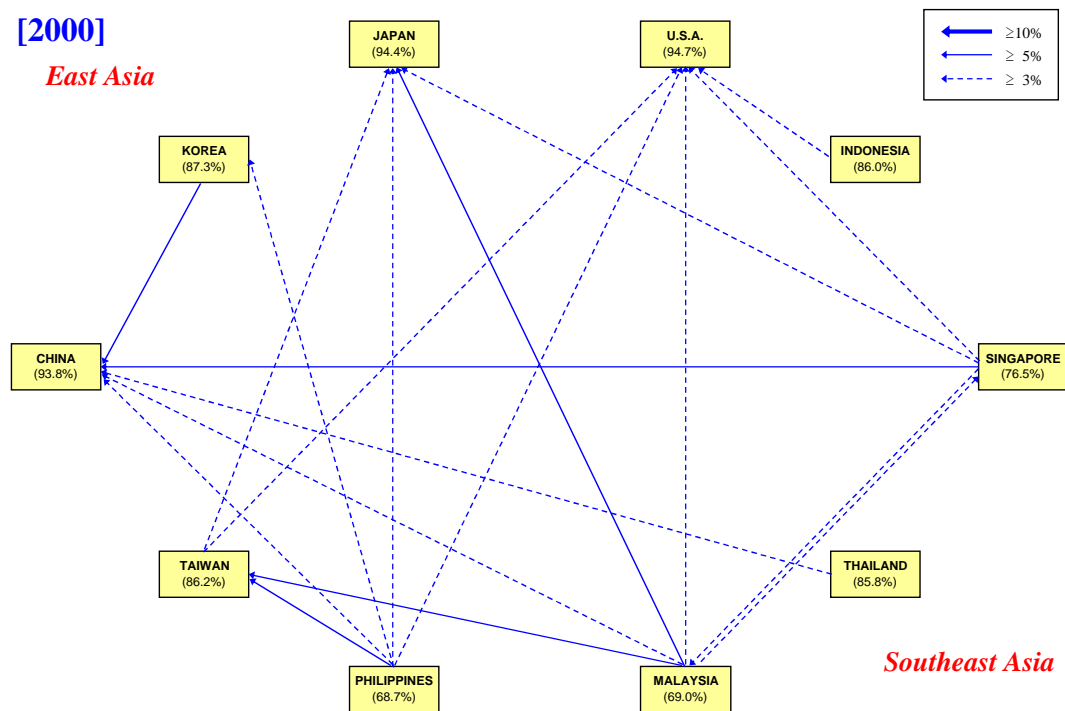 [2000]
East Asia
JAPAN
(94.4%)
U.S.A.
(94.7%)
≥10%
≥ 5%
≥ 3%
KOREA
(87.3%)
INDONESIA
(86.0%)
CHINA
(93.8%)
SINGAPORE
(76.5%)
TAIWAN
(86.2%)
THAILAND
(85.8%)
PHILIPPINES
(68.7%)
MALAYSIA
(69.0%)
Southeast Asia